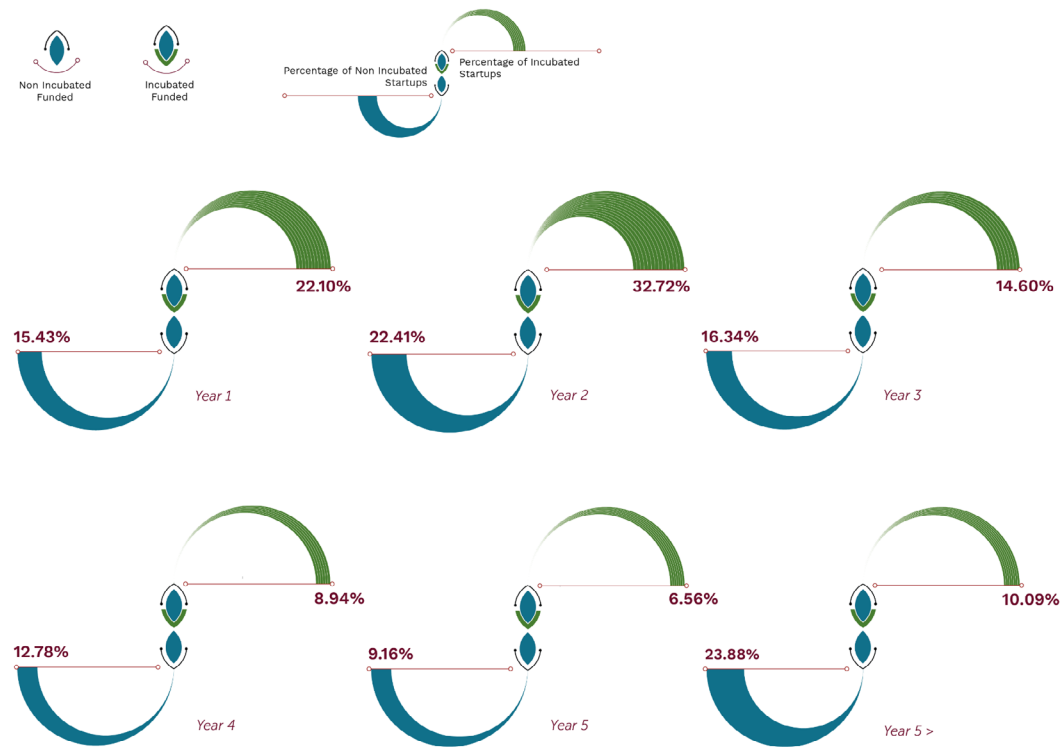 Non Incubated
Funded
Incubated
Funded
Percentage of Non Incubated
Startups
Percentage of Incubated
Startups
22.10%
15.43%
Year 1
32.72%
22.41%
Year 2
14.60%
16.34%
Year 3
8.94%
12.78%
Year 4
6.56%
9.16%
Year 5
10.09%
23.88%
Year 5 >